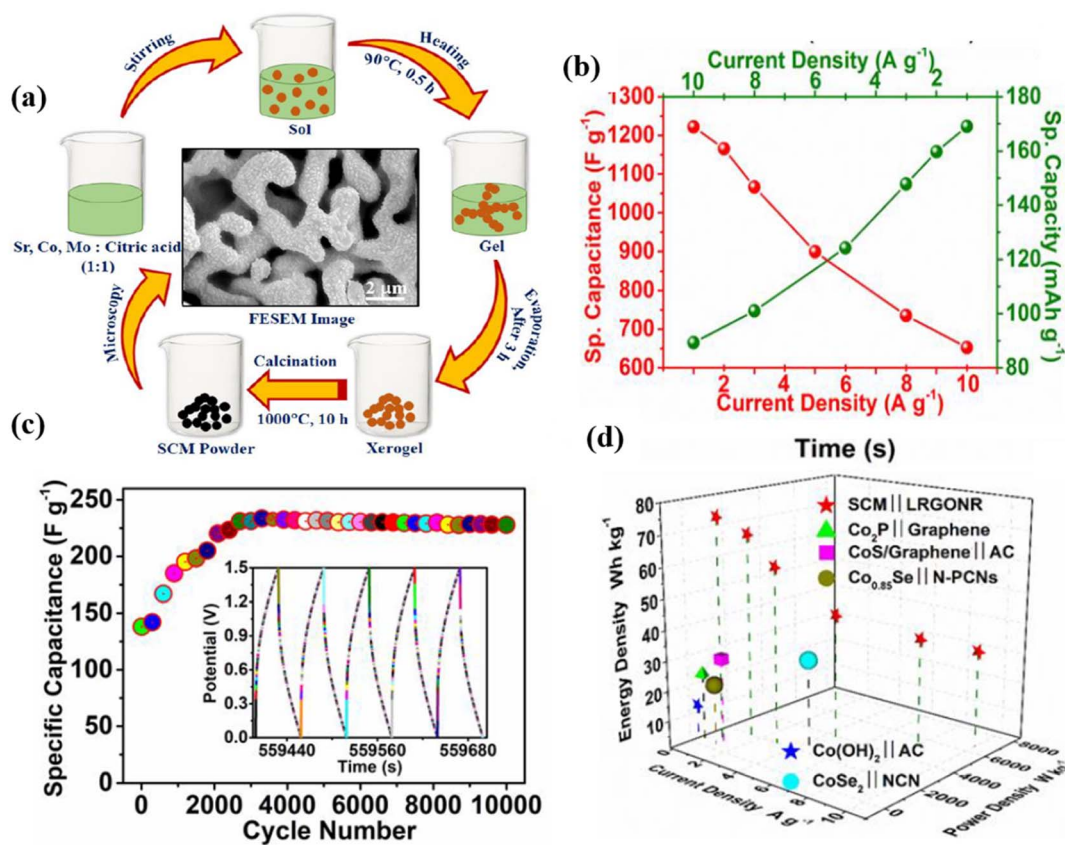 (a)
Stirring
Heating
90°C, 0.5 h
Sol
Gel
Evaporation,
After 3 h
Xerogel
Calcination
1000°C, 10 h
SCM Powder
Microscopy
Sr, Co, Mo : Citric acid
(1:1)
2 μm
FESEM Image
(b)
Current Density (A g⁻¹)
10 8 6 4 2
Sp. Capacitance (F g⁻¹)
1300
1200
1100
1000
900
800
700
600
180
160
140
120
100
80
Sp. Capacity (mAh g⁻¹)
2 4 6 8 10
Current Density (A g⁻¹)
(c)
Specific Capacitance (F g⁻¹)
250
200
150
100
50
0
0 2000 4000 6000 8000 10000
Cycle Number
Potential (V)
1.5
1.2
0.9
0.6
0.3
0.0
559440 559560 559680
Time (s)
(d)
Time (s)
Energy Density Wh kg⁻¹
80
70
60
50
40
30
20
10
SCM||LRGONR
Co₂P||Graphene
CoS/Graphene||AC
Co₀.₈₅Se||N-PCNs
Co(OH)₂||AC
CoSe₂||NCN
0 2 4 6 8 10
Current Density A g⁻¹
0 2000 4000 6000 8000
Power Density W kg⁻¹